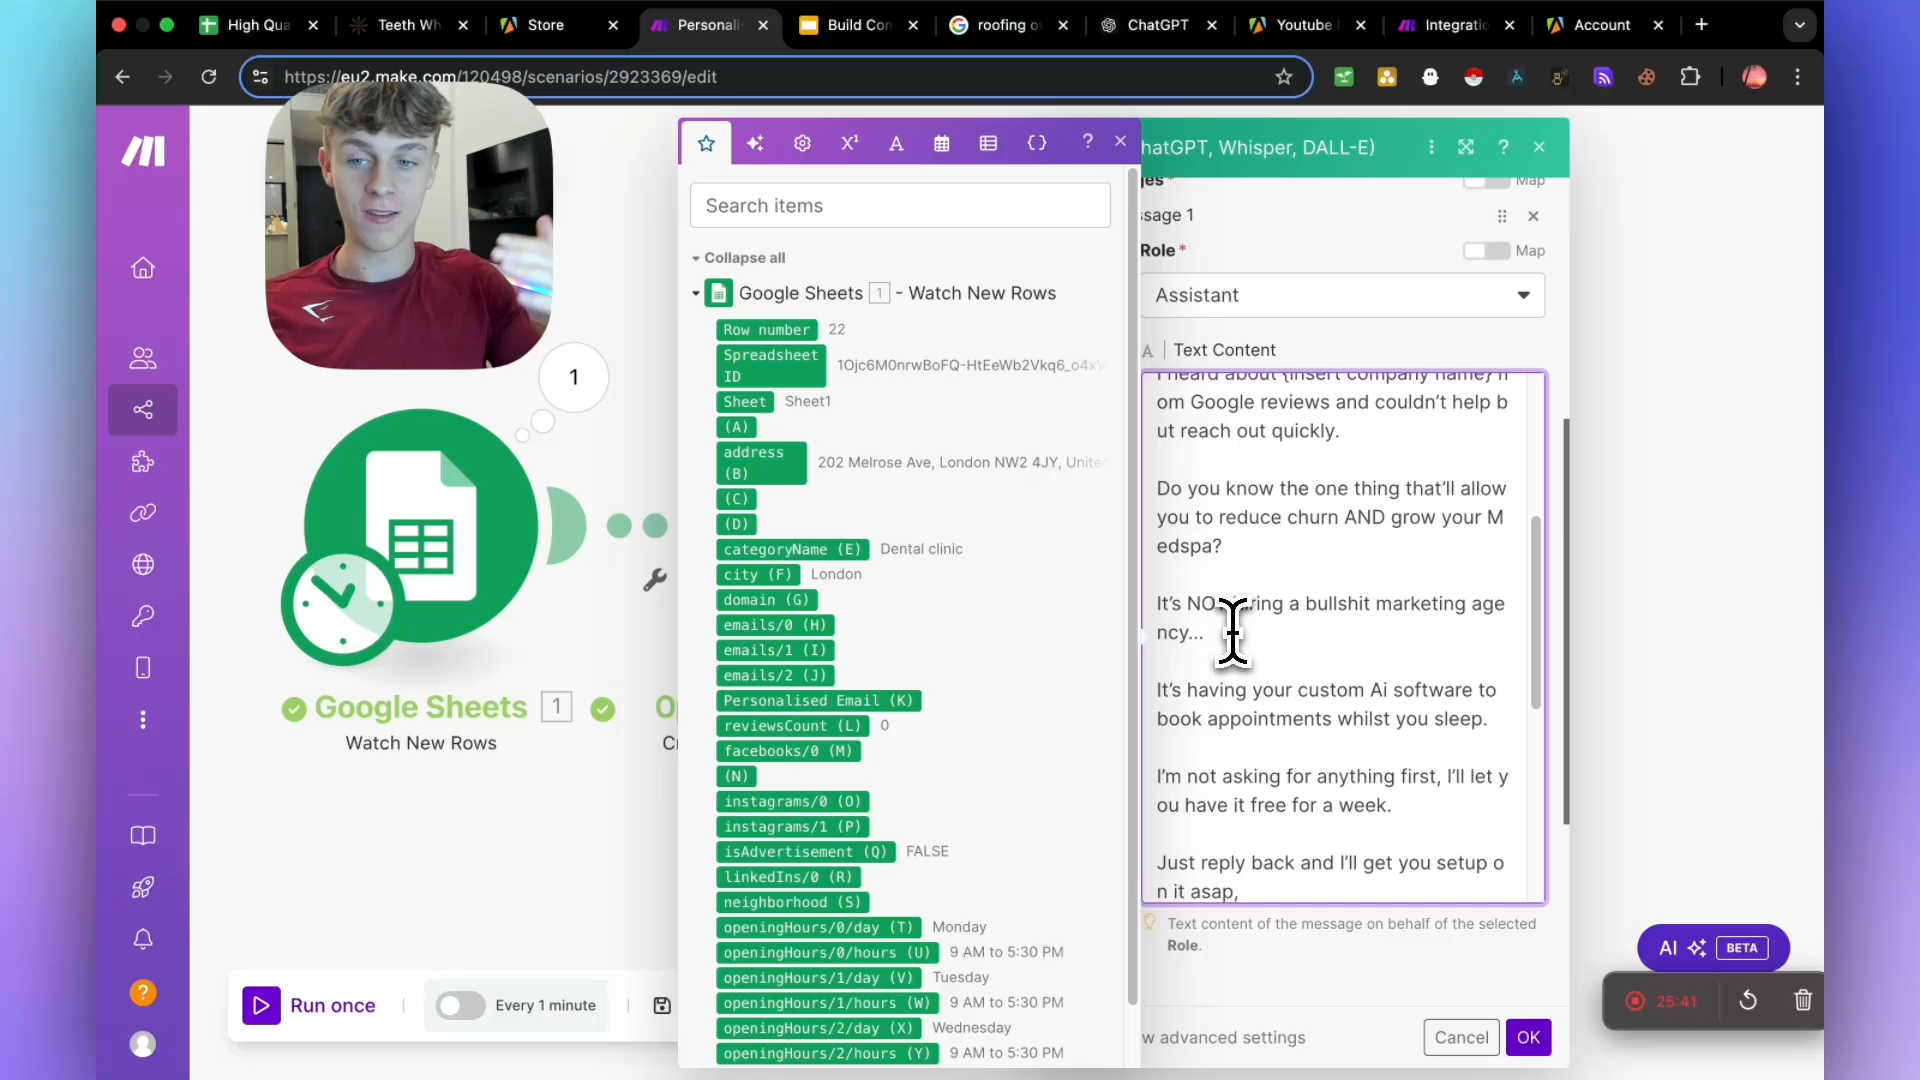 High Qua
Teeth Wh
Store
Personali
Build Con
roofing o
ChatGPT
Youtube
Integratio
Account
https://eu2.make.com/120498/scenarios/2923369/edit
hatGPT, Whisper, DALL-E)
Search items
Map
ssage 1
Role *
Map
Collapse all
Google Sheets 1 - Watch New Rows
Assistant
Row number 22
Spreadsheet ID 1Ojc6M0nrwBoFQ-HtEeWb2Vkq6_o4xV
Sheet Sheet1
(A)
address (B) 202 Melrose Ave, London NW2 4JY, Unite
(C)
(D)
categoryName (E) Dental clinic
city (F) London
domain (G)
emails/0 (H)
emails/1 (I)
emails/2 (J)
Personalised Email (K)
reviewsCount (L) 0
facebooks/0 (M)
(N)
instagrams/0 (O)
instagrams/1 (P)
isAdvertisement (Q) FALSE
linkedIns/0 (R)
neighborhood (S)
openingHours/0/day (T) Monday
openingHours/0/hours (U) 9 AM to 5:30 PM
openingHours/1/day (V) Tuesday
openingHours/1/hours (W) 9 AM to 5:30 PM
openingHours/2/day (X) Wednesday
openingHours/2/hours (Y) 9 AM to 5:30 PM
A Text Content
I heard about {insert company name}
om Google reviews and couldn't help b
ut reach out quickly.
Do you know the one thing that'll allow
you to reduce churn AND grow your M
edspa?
It's a bullshit marketing age
ncy...
It's having your custom Ai software to
book appointments whilst you sleep.
I'm not asking for anything first, I'll let y
ou have it free for a week.
Just reply back and I'll get you setup o
n it asap,
Text content of the message on behalf of the selected
Role.
w advanced settings
Cancel
OK
1
Google Sheets 1
Watch New Rows
Run once
Every 1 minute
AI BETA
25:41